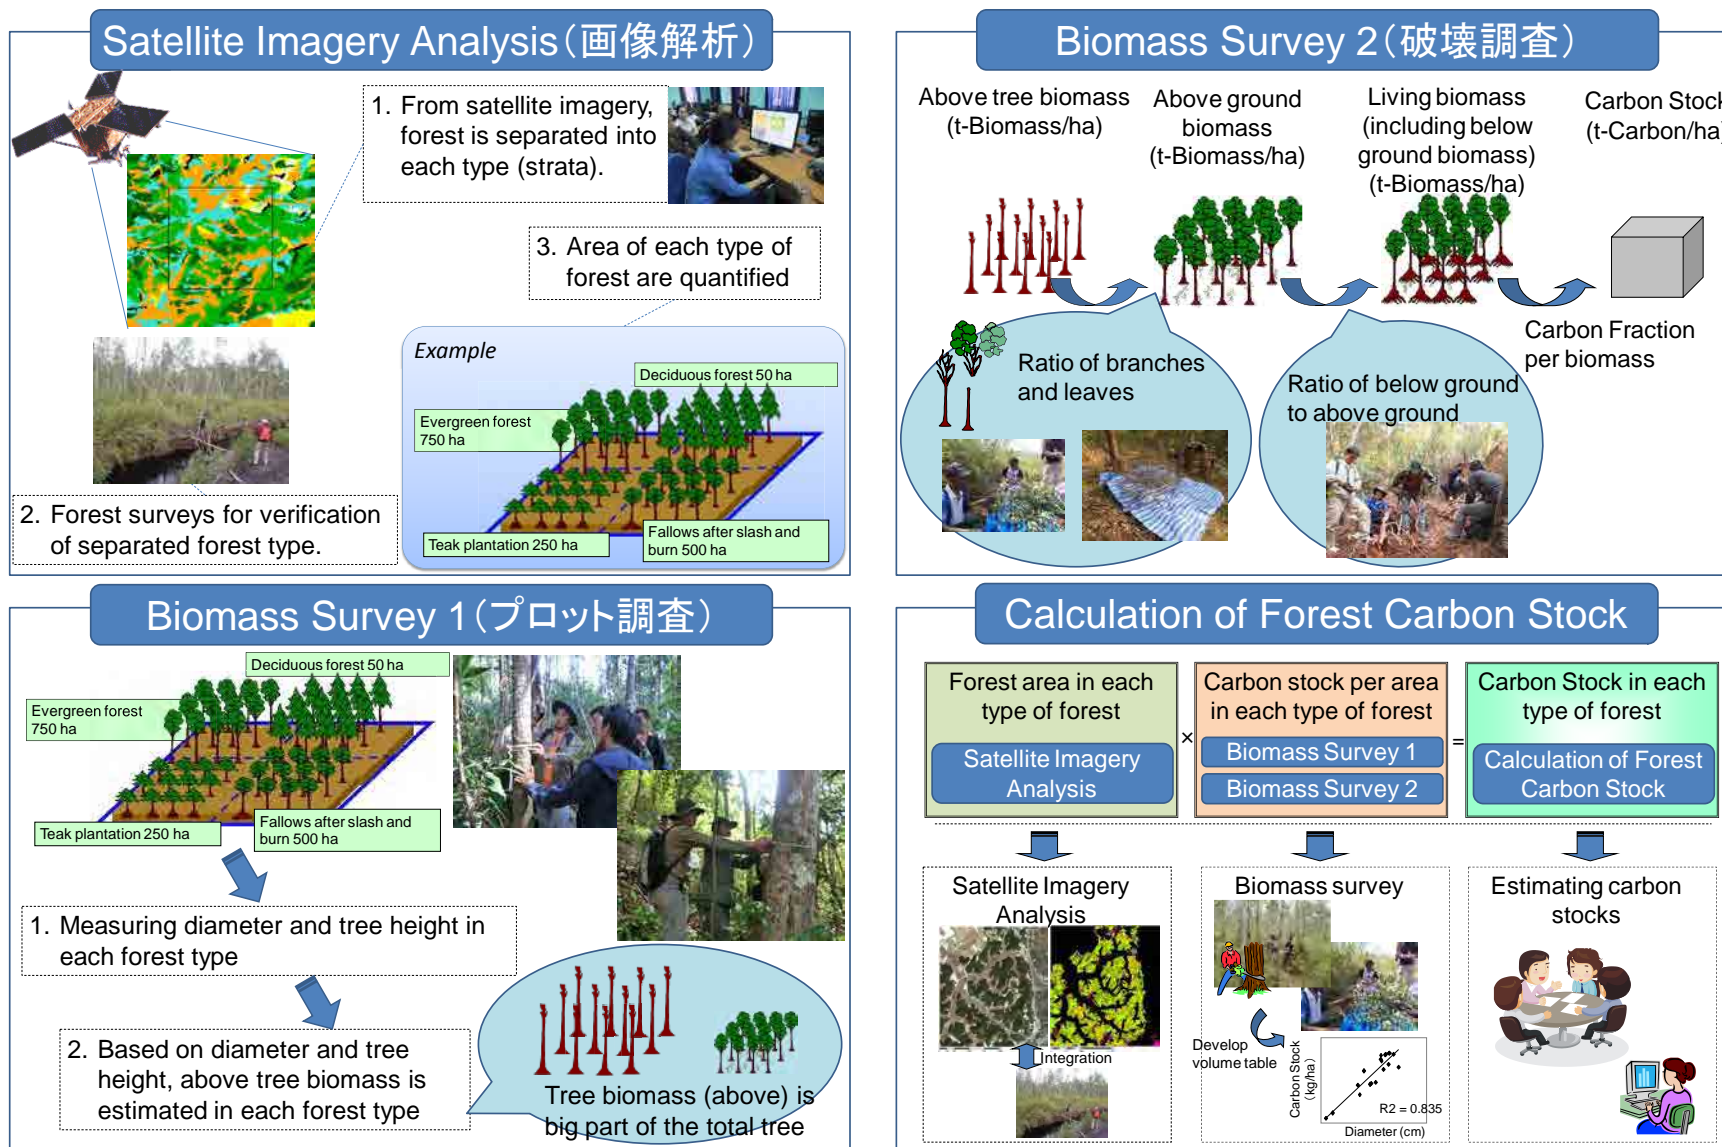 Satellite Imagery Analysis（画像解析）
1. From satellite imagery,
forest is separated into
each type (strata).
3. Area of each type of
forest are quantified
Example
Deciduous forest 50 ha
Evergreen forest
750 ha
Teak plantation 250 ha
Fallows after slash and
burn 500 ha
2. Forest surveys for verification
of separated forest type.
Biomass Survey 2（破壊調査）
Above tree biomass
(t-Biomass/ha)
Above ground
biomass
(t-Biomass/ha)
Living biomass
(including below
ground biomass)
(t-Biomass/ha)
Carbon Stock
(t-Carbon/ha)
Carbon Fraction
per biomass
Ratio of branches
and leaves
Ratio of below ground
to above ground
Biomass Survey 1（プロット調査）
Deciduous forest 50 ha
Evergreen forest
750 ha
Teak plantation 250 ha
Fallows after slash and
burn 500 ha
1. Measuring diameter and tree height in
each forest type
2. Based on diameter and tree
height, above tree biomass is
estimated in each forest type
Tree biomass (above) is
big part of the total tree
Calculation of Forest Carbon Stock
Forest area in each
type of forest
Satellite Imagery
Analysis
×
Carbon stock per area
in each type of forest
Biomass Survey 1
Biomass Survey 2
=
Carbon Stock in each
type of forest
Calculation of Forest
Carbon Stock
Satellite Imagery
Analysis
Integration
Biomass survey
Develop
volume table
Carbon Stock
(kg/ha)
R2 = 0.835
Diameter (cm)
Estimating carbon
stocks